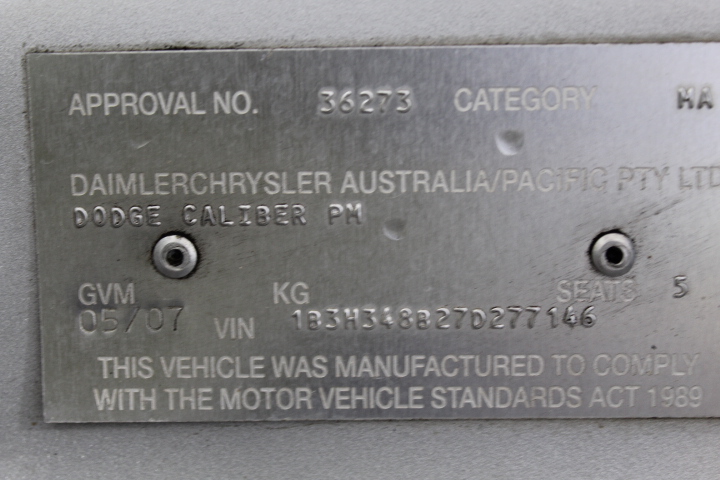 APPROVAL NO. 36273 CATEGORY MA
DAIMLERCHRYSLER AUSTRALIA/PACIFIC PTY LTD
DODGE CALIBER PM
GVM KG SEATS 5
05/07 VIN 1B3H348B27D277146
THIS VEHICLE WAS MANUFACTURED TO COMPLY
WITH THE MOTOR VEHICLE STANDARDS ACT 1989